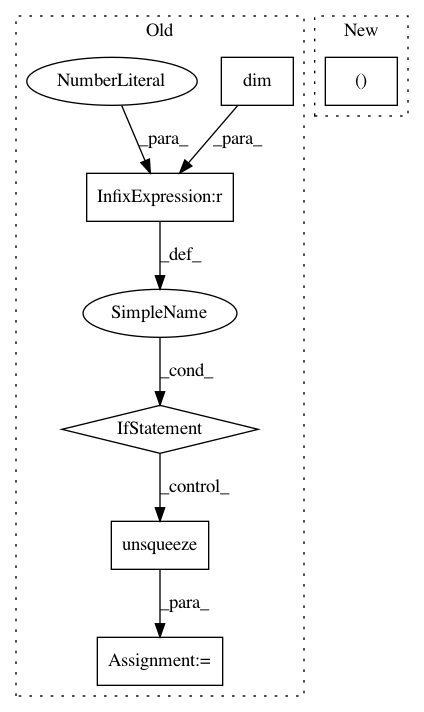 Old
New
NumberLiteral
dim
()
_para_
_para_
InfixExpression:r
_def_
SimpleName
_cond_
IfStatement
_control_
unsqueeze
_para_
Assignment:=